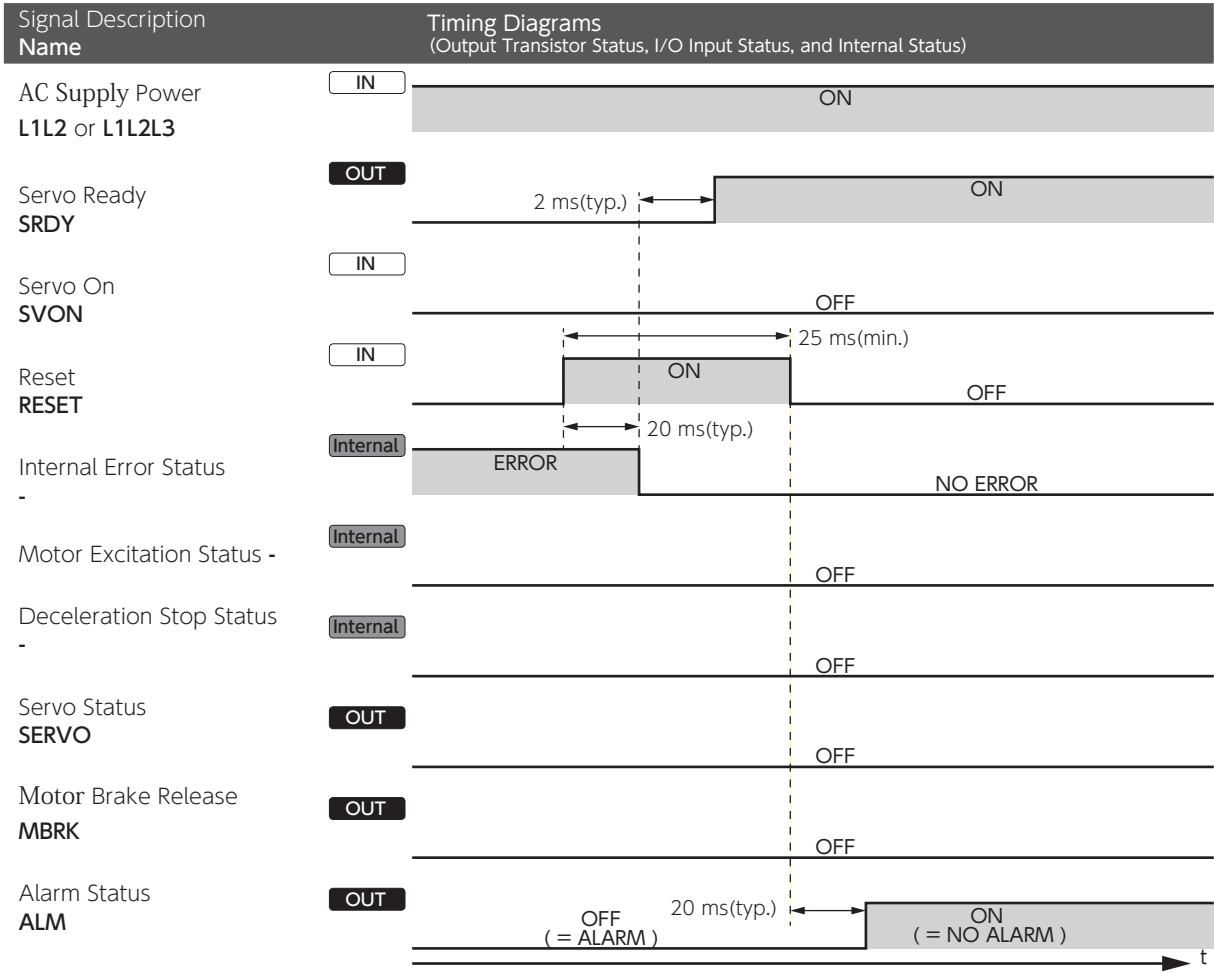 Signal Description
Name
Timing Diagrams
(Output Transistor Status, I/O Input Status, and Internal Status)
AC Supply Power
L1L2 or L1L2L3
IN
ON
Servo Ready
SRDY
OUT
2 ms(typ.)
ON
Servo On
SVON
IN
OFF
Reset
RESET
IN
25 ms(min.)
ON
OFF
20 ms(typ.)
Internal Error Status
-
Internal
ERROR
NO ERROR
Motor Excitation Status -
Internal
OFF
Deceleration Stop Status
-
Internal
OFF
Servo Status
SERVO
OUT
OFF
Motor Brake Release
MBRK
OUT
OFF
Alarm Status
ALM
OUT
OFF
( = ALARM )
20 ms(typ.)
ON
( = NO ALARM )
t